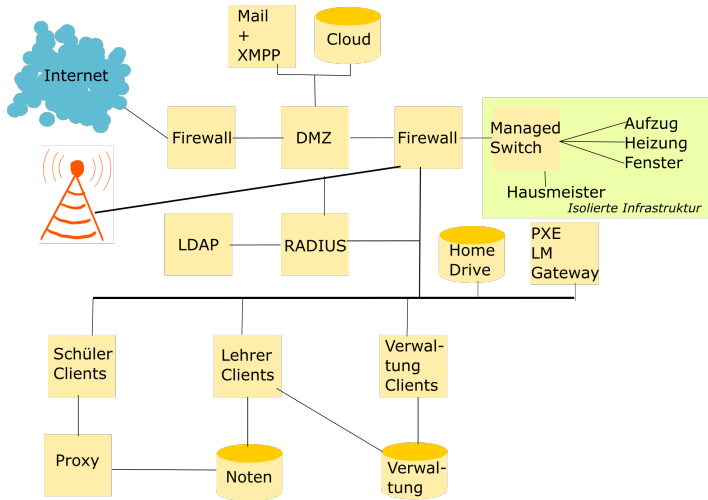 Mail
+
XMPP
Cloud
Internet
Firewall
DMZ
Firewall
Managed
Switch
Aufzug
Heizung
Fenster
Hausmeister
Isolierte Infrastruktur
LDAP
RADIUS
Home
Drive
PXE
LM
Gateway
Schüler
Clients
Lehrer
Clients
Verwal-
tung
Clients
Proxy
Noten
Verwal-
tung